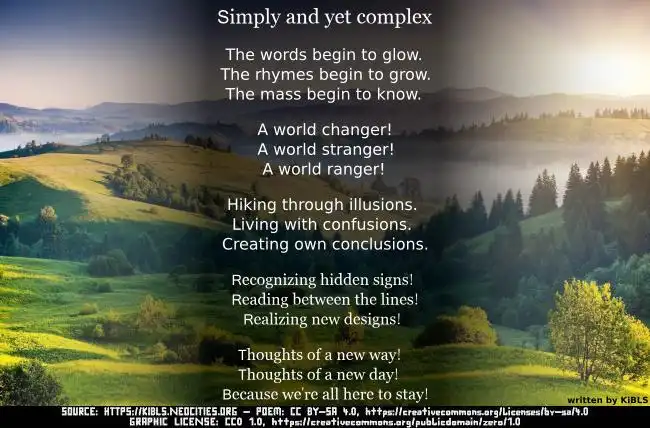 Simply and yet complex
The words begin to glow.
The rhymes begin to grow.
The mass begin to know.
A world changer!
A world stranger!
A world ranger!
Hiking through illusions.
Living with confusions.
Creating own conclusions.
Recognizing hidden signs!
Reading between the lines!
Realizing new designs!
Thoughts of a new way!
Thoughts of a new day!
Because we're all here to stay!
written by KiBLS
SOURCE: HTTPS://KIBLS.NEOCITIES.ORG - POEM: CC BY-SA 4.0, https://creativecommons.org/licenses/by-sa/4.0
GRAPHIC LICENSE: CC0 1.0, https://creativecommons.org/publicdomain/zero/1.0